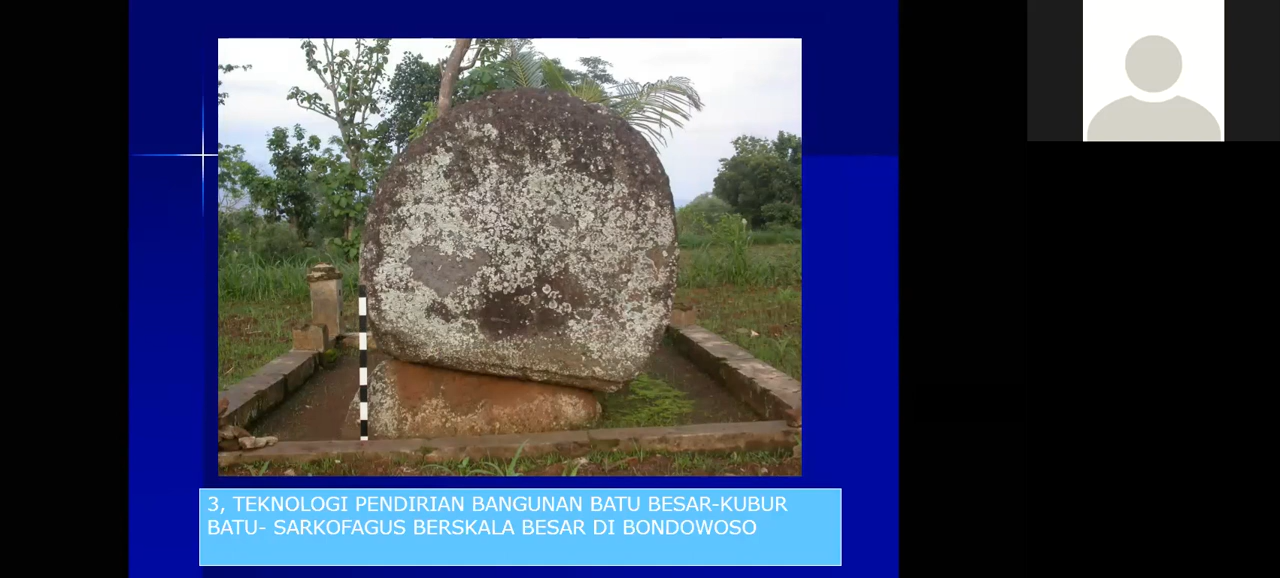 3, TEKNOLOGI PENDIRIAN BANGUNAN BATU BESAR-KUBUR
BATU- SARKOFAGUS BERSKALA BESAR DI BONDOWOSO